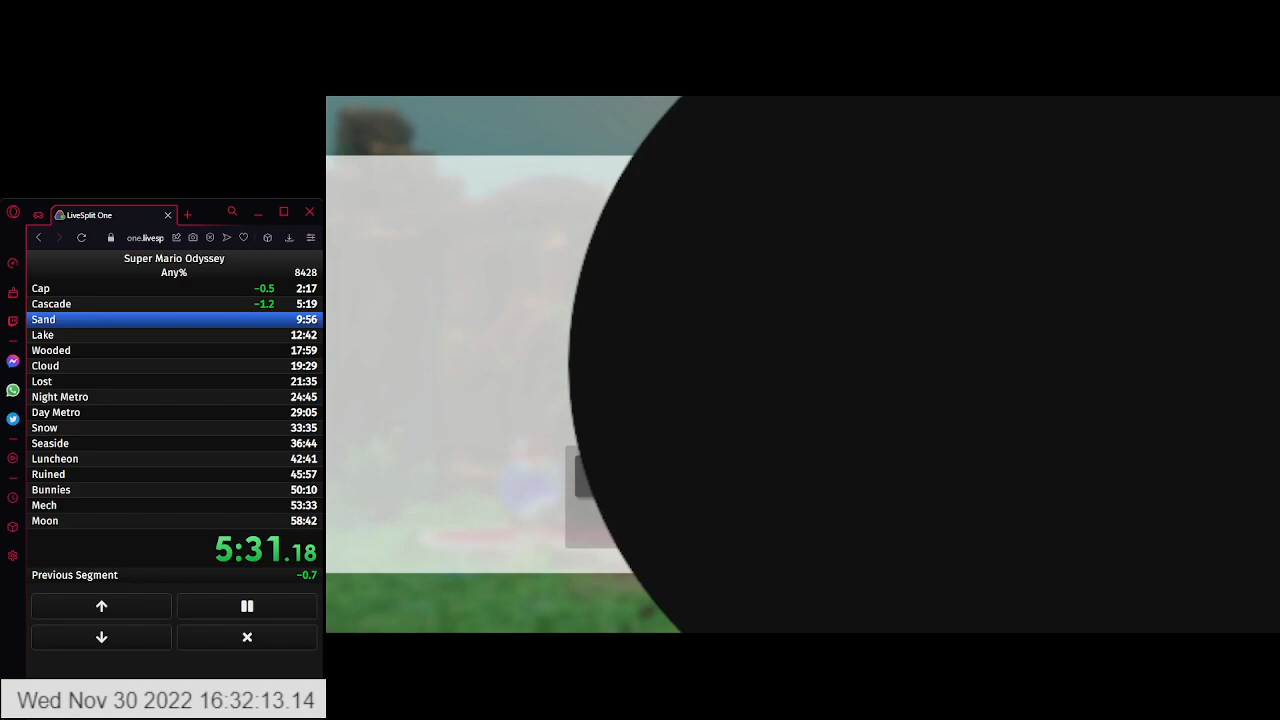 LiveSplit One
one.livesp
Super Mario Odyssey
Any% 8428
Cap −0.5 2:17
Cascade −1.2 5:19
Sand 9:56
Lake 12:42
Wooded 17:59
Cloud 19:29
Lost 21:35
Night Metro 24:45
Day Metro 29:05
Snow 33:35
Seaside 36:44
Luncheon 42:41
Ruined 45:57
Bunnies 50:10
Mech 53:33
Moon 58:42
5:31.18
Previous Segment −0.7
Wed Nov 30 2022 16:32:13.14